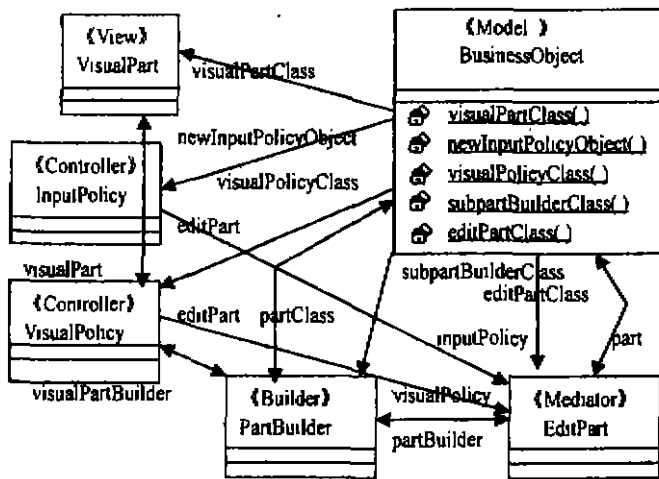 《View》
VisualPart
《Model 》
BusinessObject
visualPartClass
visualPartClass( )
newInputPolicyObject( )
visualPolicyClass( )
subpartBuilderClass( )
editPartClass( )
newInputPolicyObject
《Controller》
InputPolicy
visualPolicyClass
editPart
visualPart
subpartBuilderClass
editPartClass
《Controller》
VisualPolicy
editPart
partClass
inputPolicy
part
visualPartBuilder
《Builder》
PartBuilder
visualPolicy
partBuilder
《Mediator》
EditPart